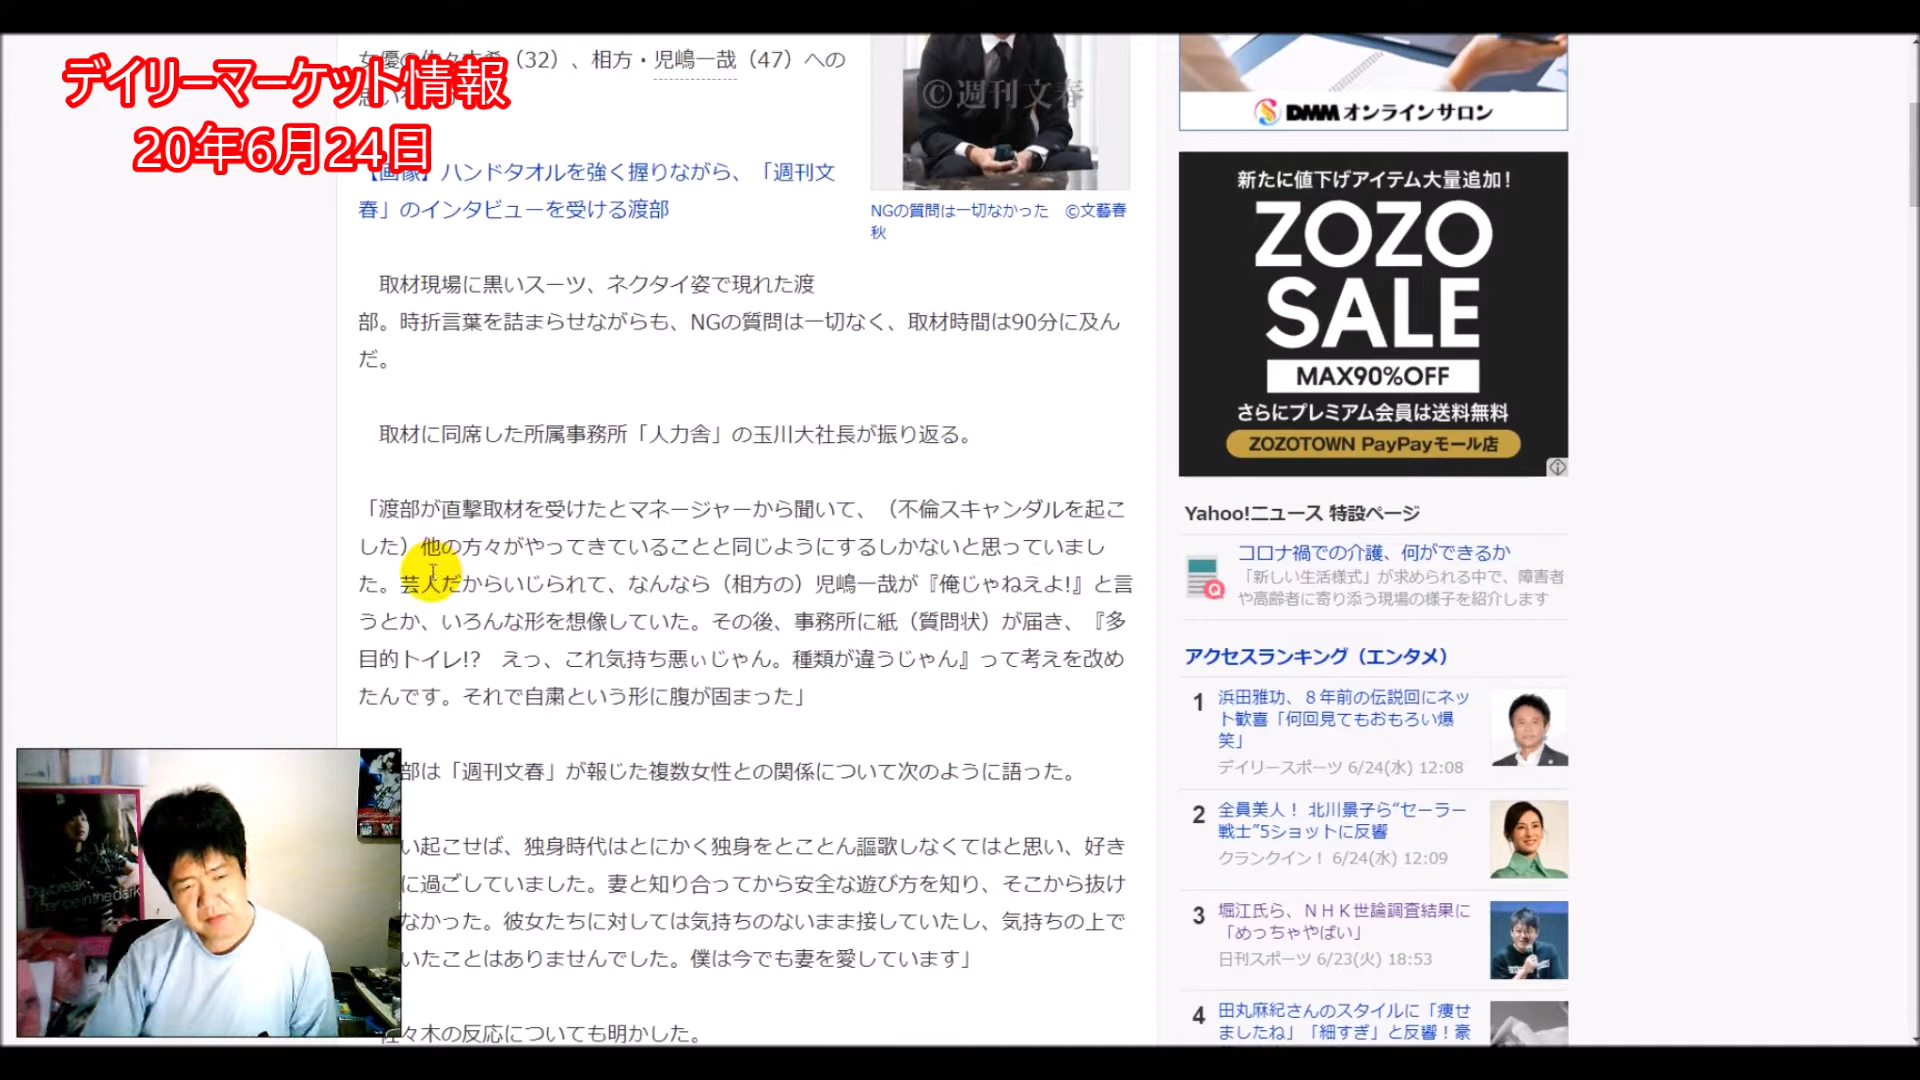 デイリーマーケット情報
20年6月24日
(32)、相方・児嶋一哉(47)への
【画像】ハンドタオルを強く握りながら、「週刊文
春」のインタビューを受ける渡部
©週刊文春
NGの質問は一切なかった ©文藝春
秋
取材現場に黒いスーツ、ネクタイ姿で現れた渡
部。時折言葉を詰まらせながらも、NGの質問は一切なく、取材時間は90分に及ん
だ。
取材に同席した所属事務所「人力舎」の玉川大社長が振り返る。
「渡部が直撃取材を受けたとマネージャーから聞いて、(不倫スキャンダルを起こ
した)他の方々がやってきていることと同じようにするしかないと思っていまし
た。芸人だからいじられて、なんなら(相方の)児嶋一哉が『俺じゃねえよ!』と言
うとか、いろんな形を想像していた。その後、事務所に紙(質問状)が届き、『多
目的トイレ!? えっ、これ気持ち悪ぃじゃん。種類が違うじゃん』って考えを改め
たんです。それで自粛という形に腹が固まった」
部は「週刊文春」が報じた複数女性との関係について次のように語った。
い起こせば、独身時代はとにかく独身をとことん謳歌しなくてはと思い、好き
に過ごしていました。妻と知り合ってから安全な遊び方を知り、そこから抜け
なかった。彼女たちに対しては気持ちのないまま接していたし、気持ちの上で
いたことはありませんでした。僕は今でも妻を愛しています」
佐々木の反応についても明かした。
DMM オンラインサロン
新たに値下げアイテム大量追加!
ZOZO
SALE
MAX90%OFF
さらにプレミアム会員は送料無料
ZOZOTOWN PayPayモール店
Yahoo!ニュース 特設ページ
コロナ禍での介護、何ができるか
「新しい生活様式」が求められる中で、障害者
や高齢者に寄り添う現場の様子を紹介します
アクセスランキング(エンタメ)
1 浜田雅功、8年前の伝説回にネッ
ト歓喜「何回見てもおもろい爆
笑」
デイリースポーツ 6/24(水) 12:08
2 全員美人! 北川景子ら“セーラー
戦士”5ショットに反響
クランクイン! 6/24(水) 12:09
3 堀江氏ら、NHK世論調査結果に
「めっちゃやばい」
日刊スポーツ 6/23(火) 18:53
4 田丸麻紀さんのスタイルに「痩せ
ましたね」「細すぎ」と反響!豪